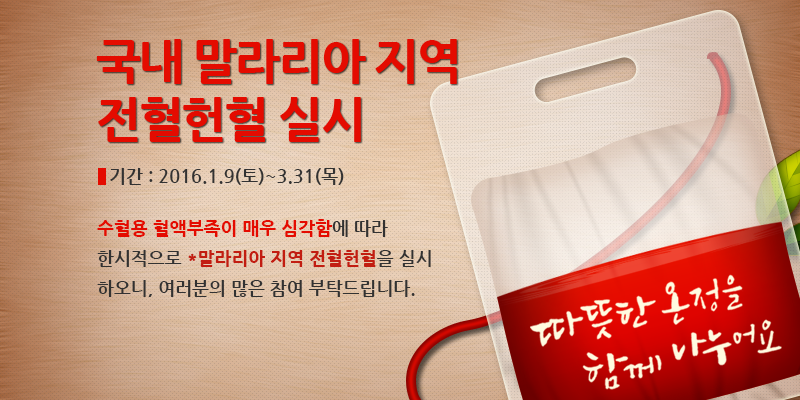 국내 말라리아 지역
전혈헌혈 실시
기간 : 2016.1.9(토)~3.31(목)
수혈용 혈액부족이 매우 심각함에 따라
한시적으로 *말라리아 지역 전혈헌혈을 실시
하오니, 여러분의 많은 참여 부탁드립니다.
따뜻한 온정을
함께 나누어요